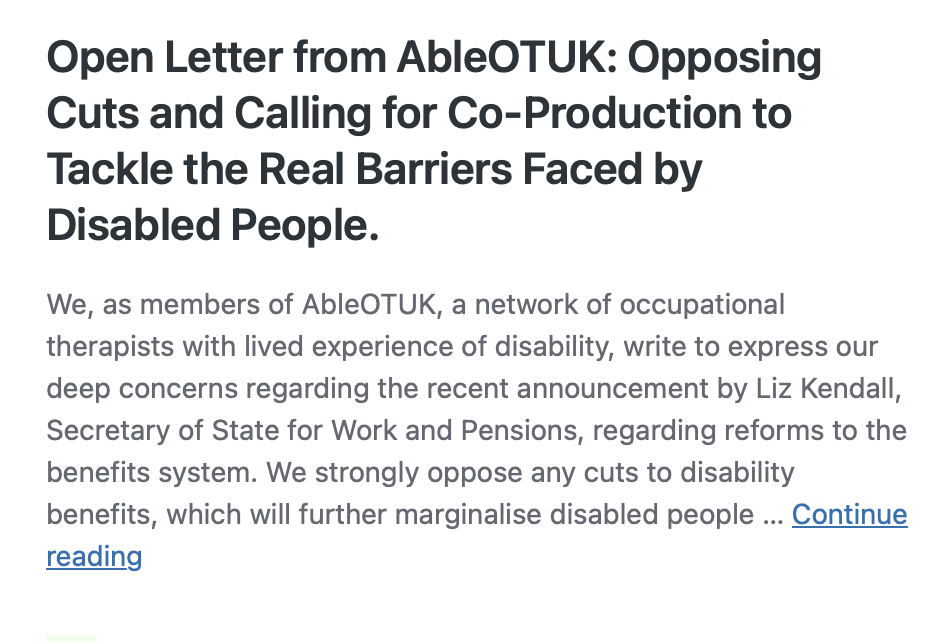 Open Letter from AbleOTUK: Opposing
Cuts and Calling for Co-Production to
Tackle the Real Barriers Faced by
Disabled People.
We, as members of AbleOTUK, a network of occupational
therapists with lived experience of disability, write to express our
deep concerns regarding the recent announcement by Liz Kendall,
Secretary of State for Work and Pensions, regarding reforms to the
benefits system. We strongly oppose any cuts to disability
benefits, which will further marginalise disabled people ... Continue
reading